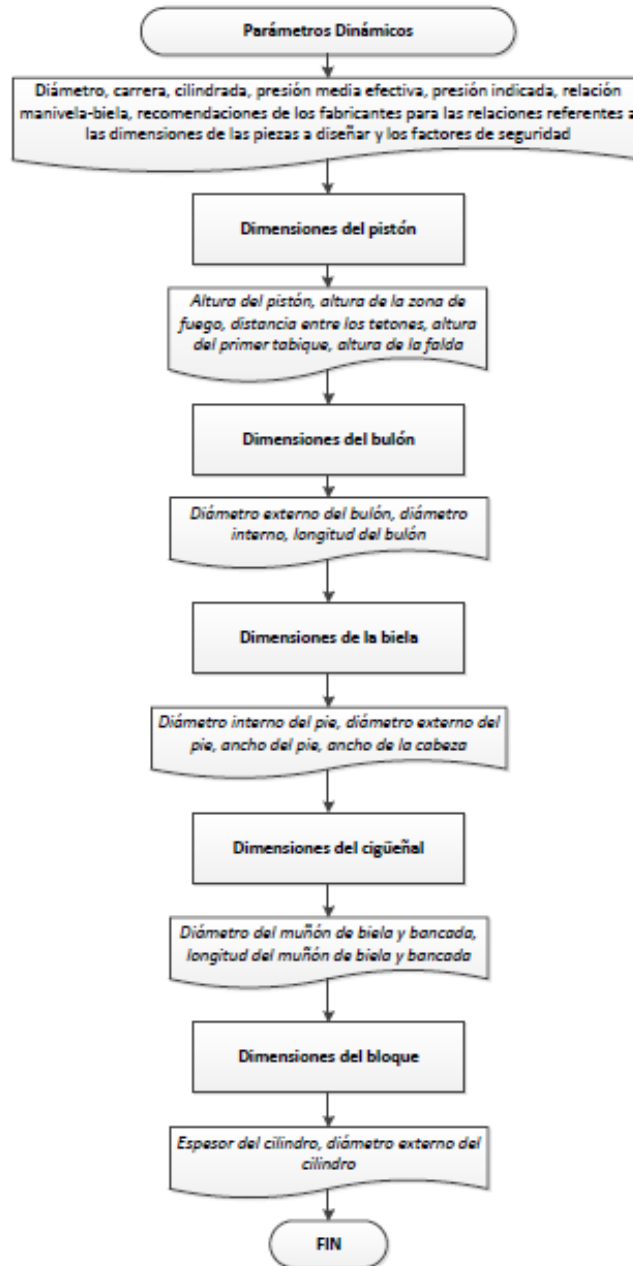 Parámetros Dinámicos
Diámetro, carrera, cilindrada, presión media efectiva, presión indicada, relación
manivela-biela, recomendaciones de los fabricantes para las relaciones referentes a
las dimensiones de las piezas a diseñar y los factores de seguridad
Dimensiones del pistón
Altura del pistón, altura de la zona de
fuego, distancia entre los tetones, altura
del primer tabique, altura de la falda
Dimensiones del bulón
Diámetro externo del bulón, diámetro
interno, longitud del bulón
Dimensiones de la biela
Diámetro interno del pie, diámetro externo del
pie, ancho del pie, ancho de la cabeza
Dimensiones del cigüeñal
Diámetro del muñón de biela y bancada,
longitud del muñón de biela y bancada
Dimensiones del bloque
Espesor del cilindro, diámetro externo del
cilindro
FIN